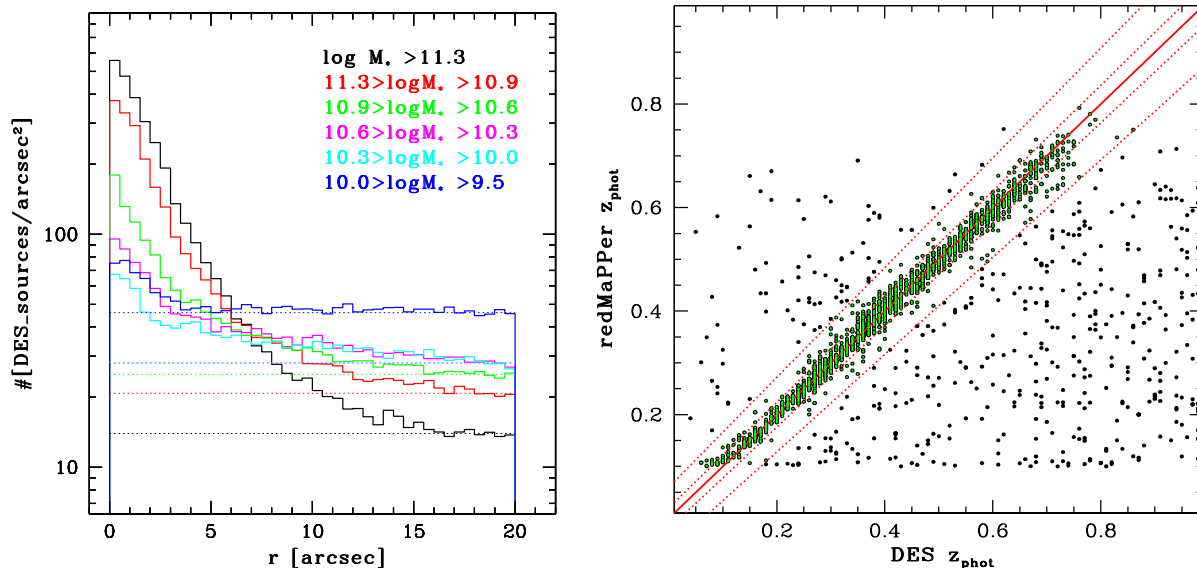 #[DES_sources/arcsec²]
100
10
log M⋆ >11.3
11.3>logM⋆ >10.9
10.9>logM⋆ >10.6
10.6>logM⋆ >10.3
10.3>logM⋆ >10.0
10.0>logM⋆ >9.5
0 5 10 15 20
r [arcsec]
redMaPPer z_phot
0.8
0.6
0.4
0.2
0.2 0.4 0.6 0.8
DES z_phot